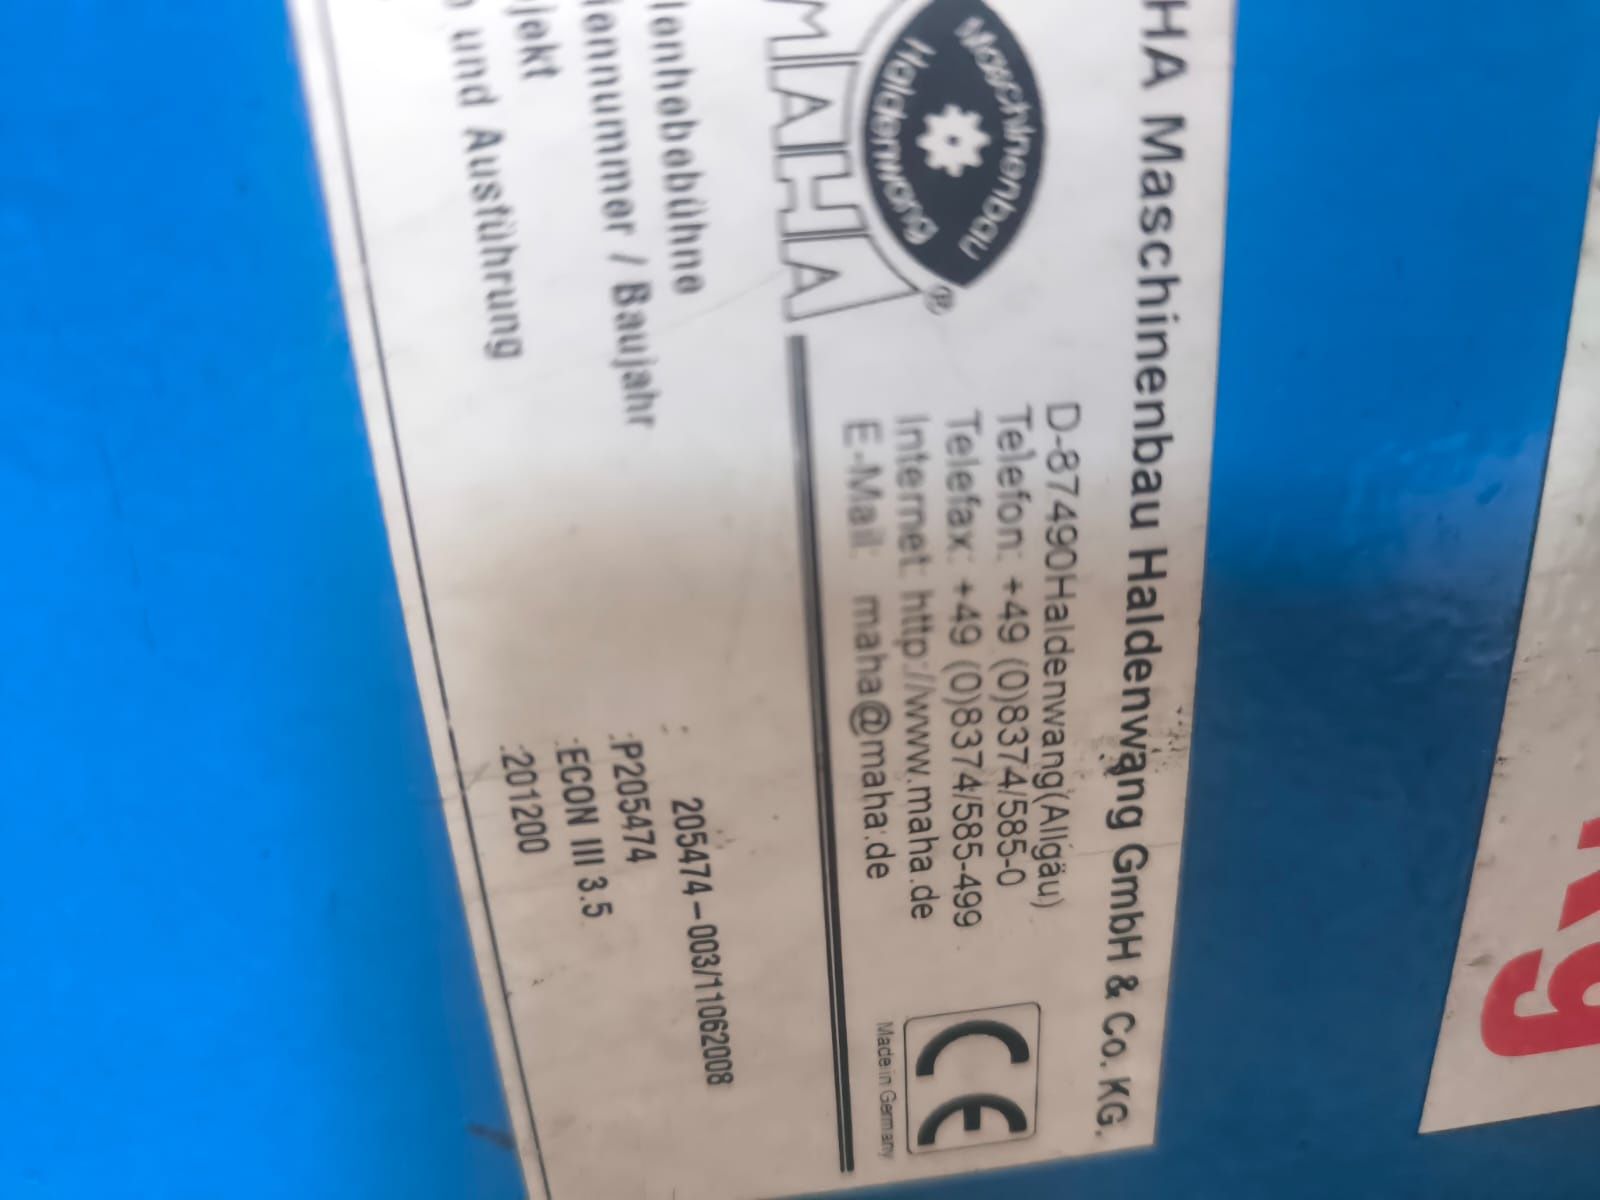 HA Maschinenbau Haldenwang GmbH & Co. KG.
Maschinenbau
Haldenwang
MAHA®
D-87490Haldenwang(Allgäu)
Telefon: +49 (0)8374/585-0
Telefax: +49 (0)8374/585-499
Internet: http://www.maha.de
E-Mail: maha@maha.de
CE
Made in Germany
lenhebebühne
ennummer / Baujahr : 205474-003/11062008
jekt :P205474
:ECON III 3.5
und Ausführung :201200
kg